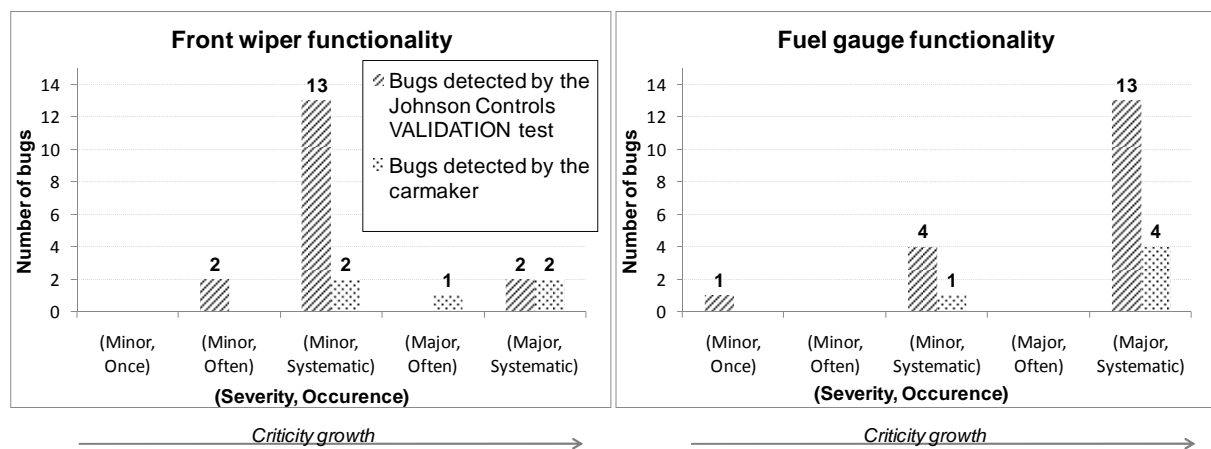 Front wiper functionality
Number of bugs
14
12
10
8
6
4
2
0
2
13
2
1
2
2
Bugs detected by the
Johnson Controls
VALIDATION test
Bugs detected by the
carmaker
(Minor,
Once)
(Minor,
Often)
(Minor,
Systematic)
(Major,
Often)
(Major,
Systematic)
(Severity, Occurence)
Criticity growth
Fuel gauge functionality
Number of bugs
14
12
10
8
6
4
2
0
1
4
1
13
4
(Minor,
Once)
(Minor,
Often)
(Minor,
Systematic)
(Major,
Often)
(Major,
Systematic)
(Severity, Occurence)
Criticity growth